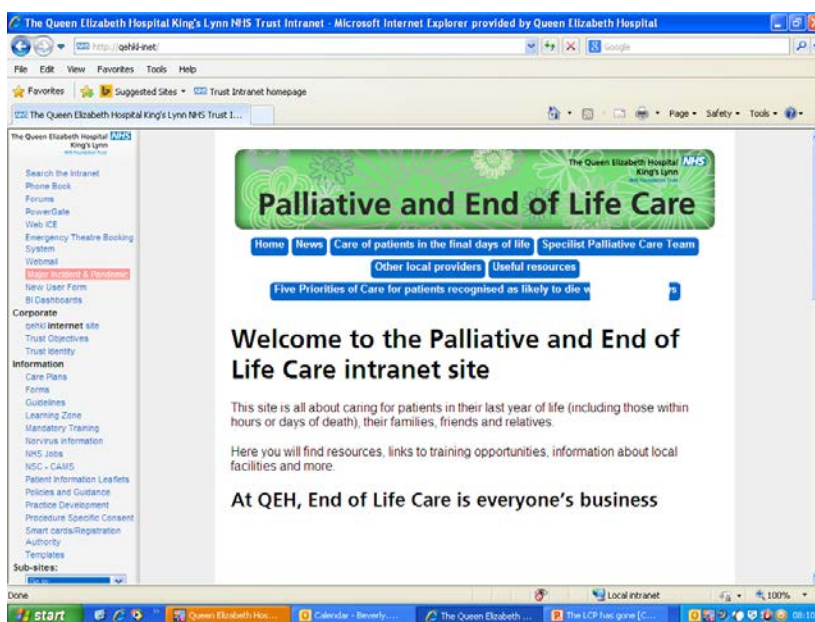 The Queen Elizabeth Hospital King's Lynn NHS Trust Intranet - Microsoft Internet Explorer provided by Queen Elizabeth Hospital
http://qehkl-inet/
Google
File Edit View Favorites Tools Help
Favorites Suggested Sites Trust Intranet homepage
The Queen Elizabeth Hospital King's Lynn NHS Trust I...
Page Safety Tools
The Queen Elizabeth Hospital NHS
King's Lynn
NHS Foundation Trust
Search the Intranet
Phone Book
Forums
PowerGate
Web ICE
Emergency Theatre Booking
System
Webmail
Major Incident & Pandemic
New User Form
BI Dashboards
Corporate
qehkl internet site
Trust Objectives
Trust Identity
Information
Care Plans
Forms
Guidelines
Learning Zone
Mandatory Training
Norvirus information
NHS Jobs
NSC - CAMS
Patient Information Leaflets
Policies and Guidance
Practice Development
Procedure Specific Consent
Smart cards/Registration
Authority
Templates
Sub-sites:
Go to
The Queen Elizabeth Hospital NHS
King's Lynn
NHS Foundation Trust
Palliative and End of Life Care
Home News Care of patients in the final days of life Specilist Palliative Care Team
Other local providers Useful resources
Five Priorities of Care for patients recognised as likely to die w s
Welcome to the Palliative and End of
Life Care intranet site
This site is all about caring for patients in their last year of life (including those within
hours or days of death), their families, friends and relatives.
Here you will find resources, links to training opportunities, information about local
facilities and more.
At QEH, End of Life Care is everyone's business
Done Local intranet 100%
start Queen Elizabeth Hos... Calendar - Beverly.... The Queen Elizabeth ... The LCP has gone [C... 08:10